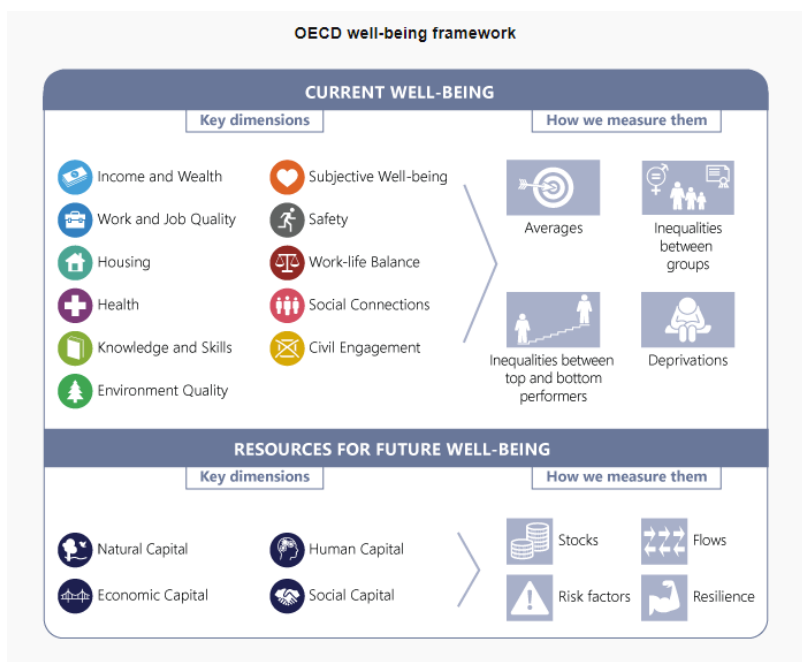 OECD well-being framework
CURRENT WELL-BEING
Key dimensions
How we measure them
Income and Wealth
Work and Job Quality
Housing
Health
Knowledge and Skills
Environment Quality
Subjective Well-being
Safety
Work-life Balance
Social Connections
Civil Engagement
Averages
Inequalities
between
groups
Inequalities between
top and bottom
performers
Deprivations
RESOURCES FOR FUTURE WELL-BEING
Key dimensions
How we measure them
Natural Capital
Economic Capital
Human Capital
Social Capital
Stocks
Flows
Risk factors
Resilience